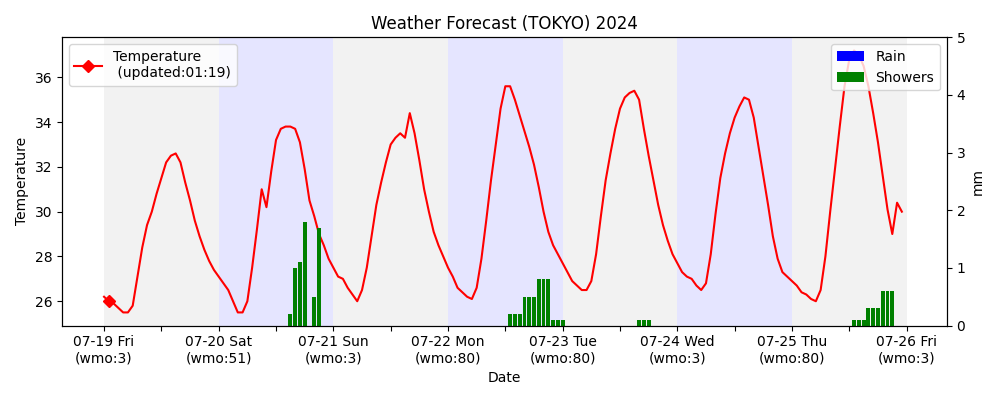 Weather Forecast (TOKYO) 2024
Temperature
(updated:01:19)
Rain
Showers
Temperature
36
34
32
30
28
26
5
4
3
2
1
0
mm
07-19 Fri
(wmo:3)
07-20 Sat
(wmo:51)
07-21 Sun
(wmo:3)
07-22 Mon
(wmo:80)
07-23 Tue
(wmo:80)
07-24 Wed
(wmo:3)
07-25 Thu
(wmo:80)
07-26 Fri
(wmo:3)
Date